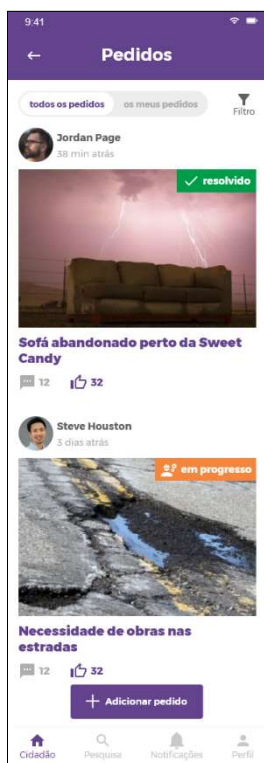 9:41
Pedidos
todos os pedidos
os meus pedidos
Filtro
Jordan Page
38 min atrás
resolvido
Sofá abandonado perto da Sweet
Candy
12
32
Steve Houston
3 dias atrás
em progresso
Necessidade de obras nas
estradas
12
32
Adicionar pedido
Cidadão
Pesquisa
Notificações
Perfil